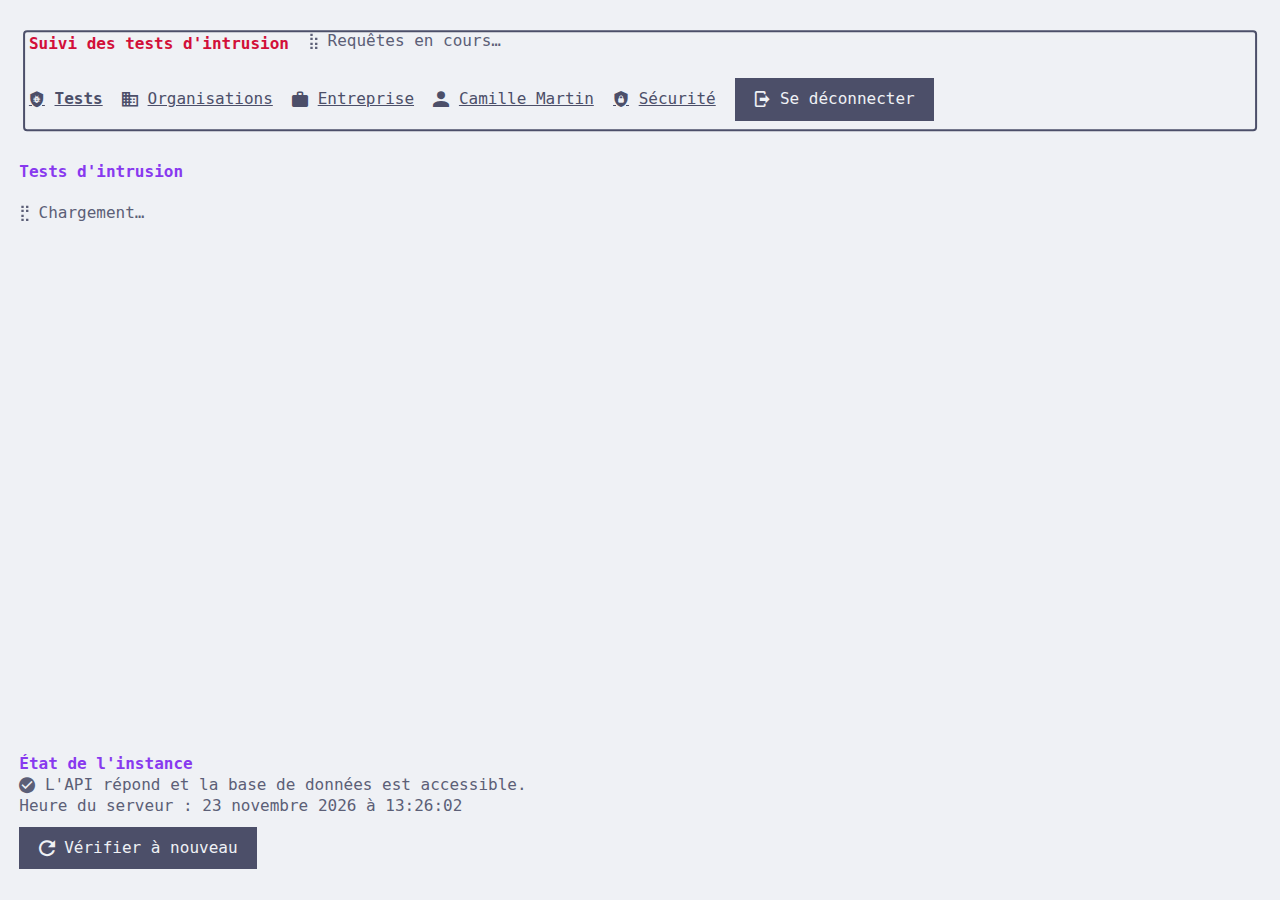 Suivi des tests d'intrusion
Requêtes en cours…
Tests Organisations Entreprise Camille Martin Sécurité Se déconnecter
Tests d'intrusion
Chargement…
État de l'instance
L'API répond et la base de données est accessible.
Heure du serveur : 23 novembre 2026 à 13:26:02
Vérifier à nouveau